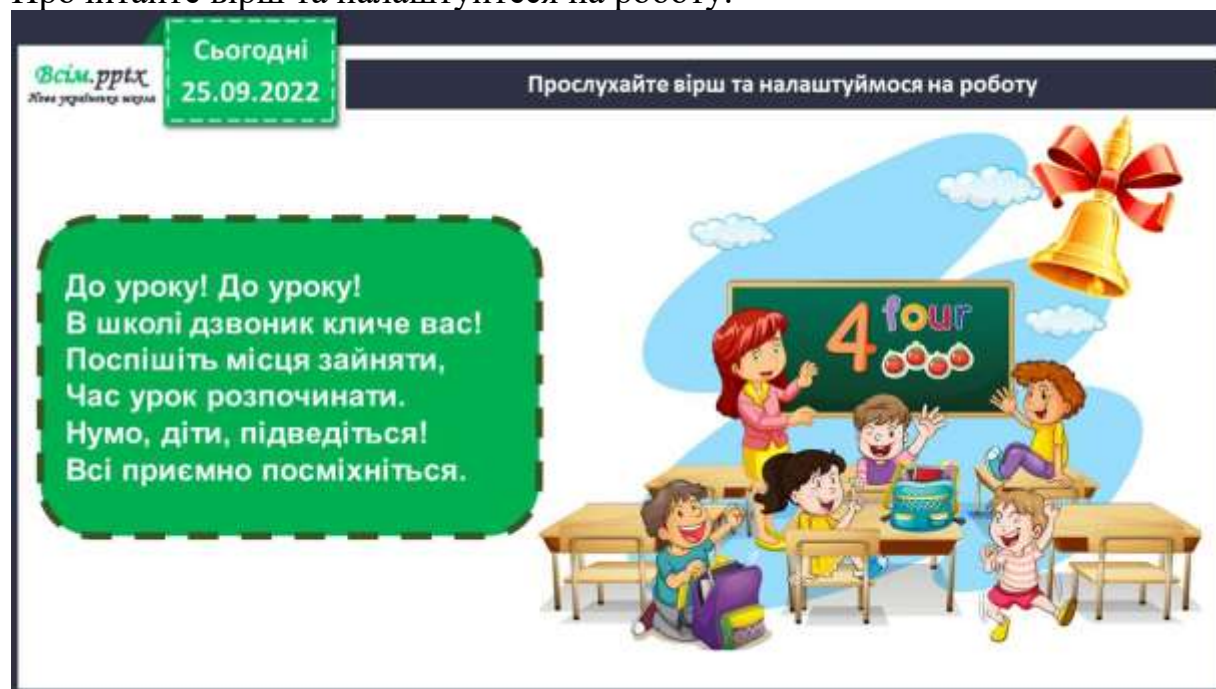 Прочитайте вірш та налаштуйтеся на роботу.
Всім.pptx
Нова українська школа
Сьогодні
25.09.2022
Прослухайте вірш та налаштуймося на роботу
До уроку! До уроку!
В школі дзвоник кличе вас!
Поспішіть місця зайняти,
Час урок розпочинати.
Нумо, діти, підведіться!
Всі приємно посміхніться.
4 four